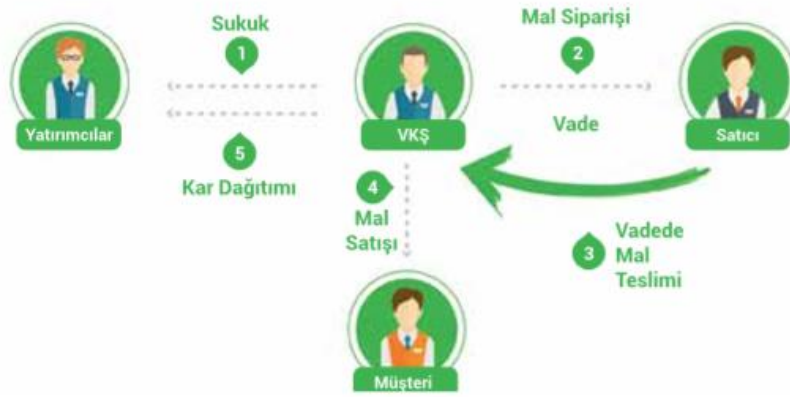 Sukuk
1
Mal Siparişi
2
Yatırımcılar
VKŞ
Vade
Satıcı
5
Kar Dağıtımı
4
Mal
Satışı
3
Vadede
Mal
Teslimi
Müşteri